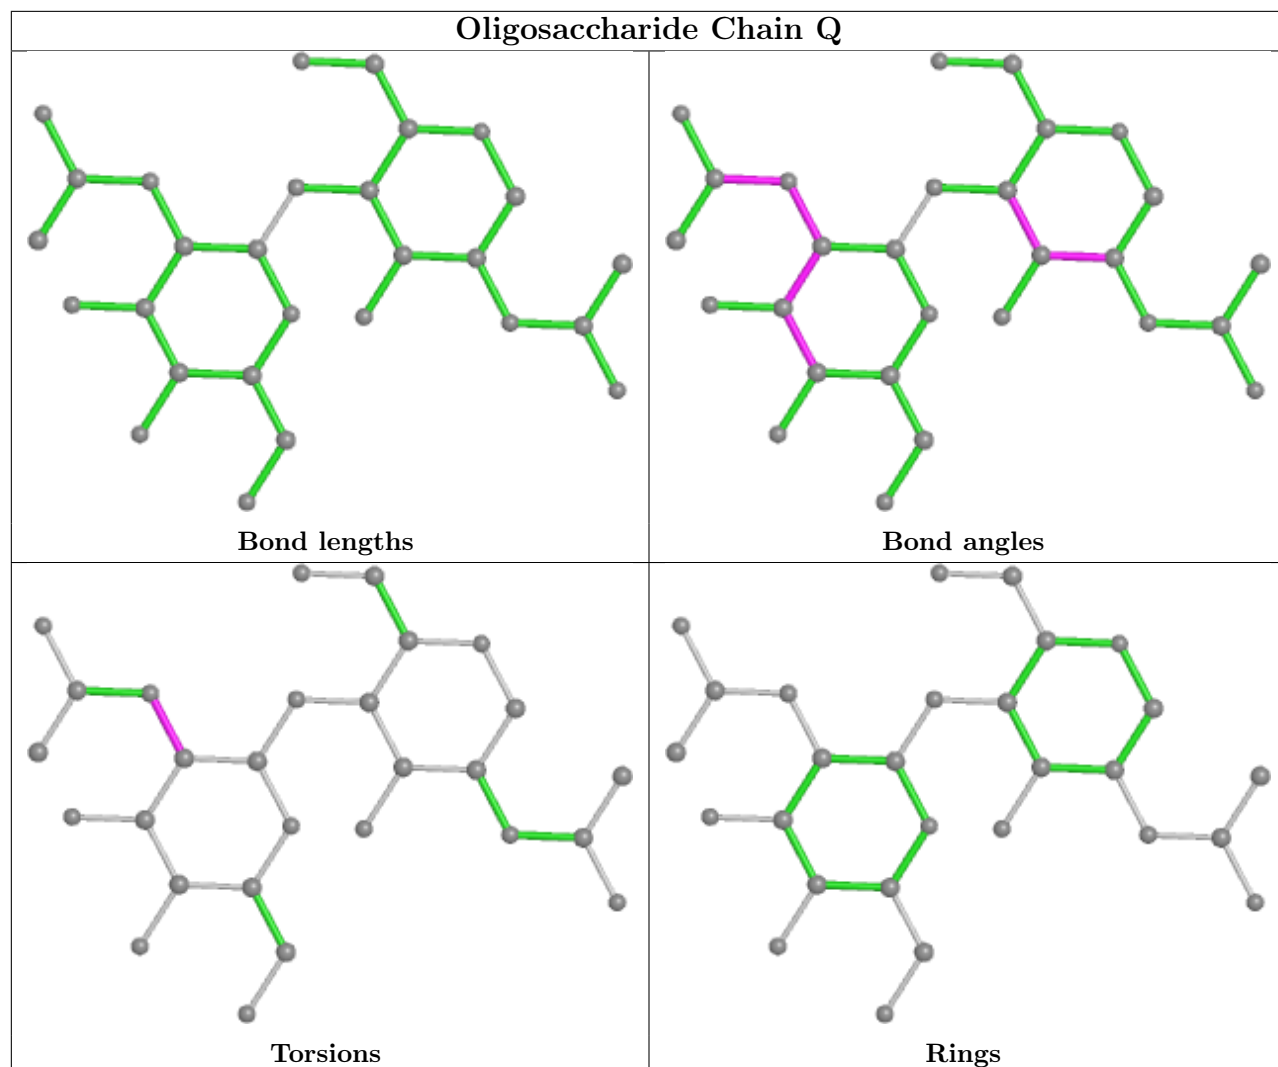 Oligosaccharide Chain Q
Bond lengths
Bond angles
Torsions
Rings